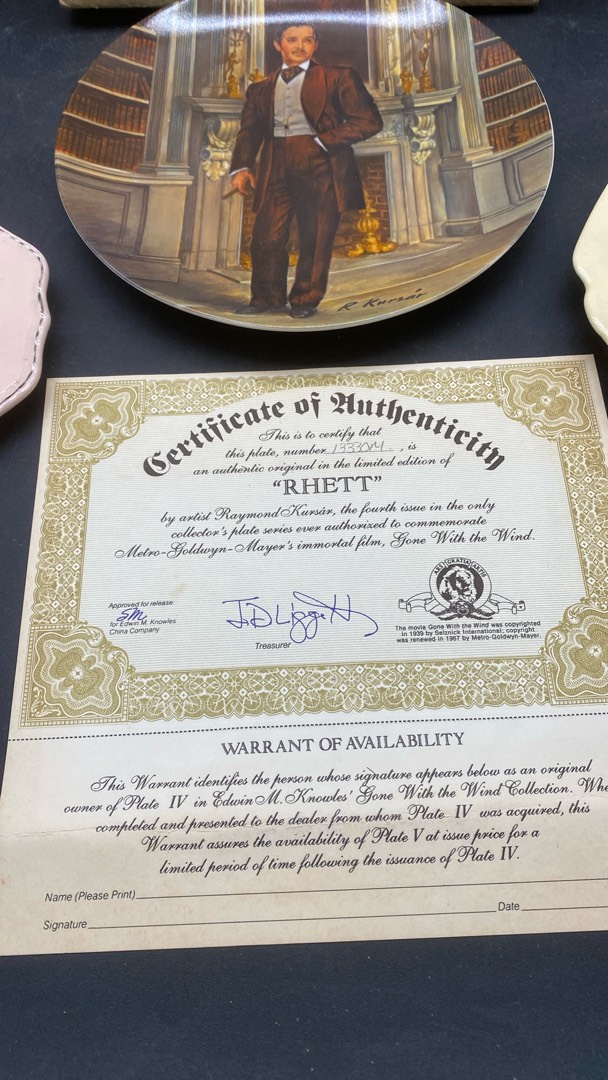 R. Kursár
Certificate of Authenticity
This is to certify that
this plate, number 13330M, is
an authentic original in the limited edition of
"RHETT"
by artist Raymond Kursár, the fourth issue in the only
collector's plate series ever authorized to commemorate
Metro-Goldwyn-Mayer's immortal film, Gone With the Wind.
Approved for release:
SM
for Edwin M. Knowles
China Company
Treasurer
ARS GRATIA ARTIS
The movie Gone With the Wind was copyrighted
in 1939 by Selznick International; copyright
was renewed in 1967 by Metro-Goldwyn-Mayer.
WARRANT OF AVAILABILITY
This Warrant identifies the person whose signature appears below as an original
owner of Plate IV in Edwin M. Knowles' Gone With the Wind Collection. Whe
completed and presented to the dealer from whom Plate IV was acquired, this
Warrant assures the availability of Plate V at issue price for a
limited period of time following the issuance of Plate IV.
Name (Please Print)
Signature Date